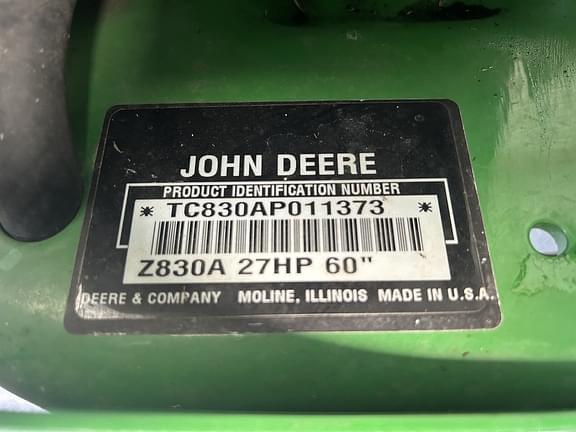 JOHN DEERE
PRODUCT IDENTIFICATION NUMBER
* TC830AP011373 *
Z830A 27HP 60"
DEERE & COMPANY MOLINE, ILLINOIS MADE IN U.S.A.